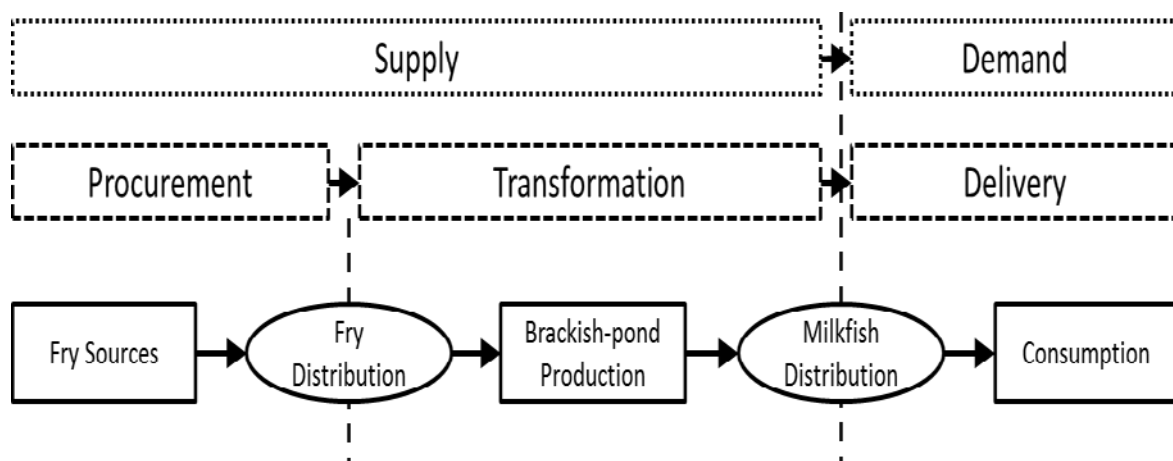 Supply
Demand
Procurement
Transformation
Delivery
Fry Sources
Fry
Distribution
Brackish-pond
Production
Milkfish
Distribution
Consumption